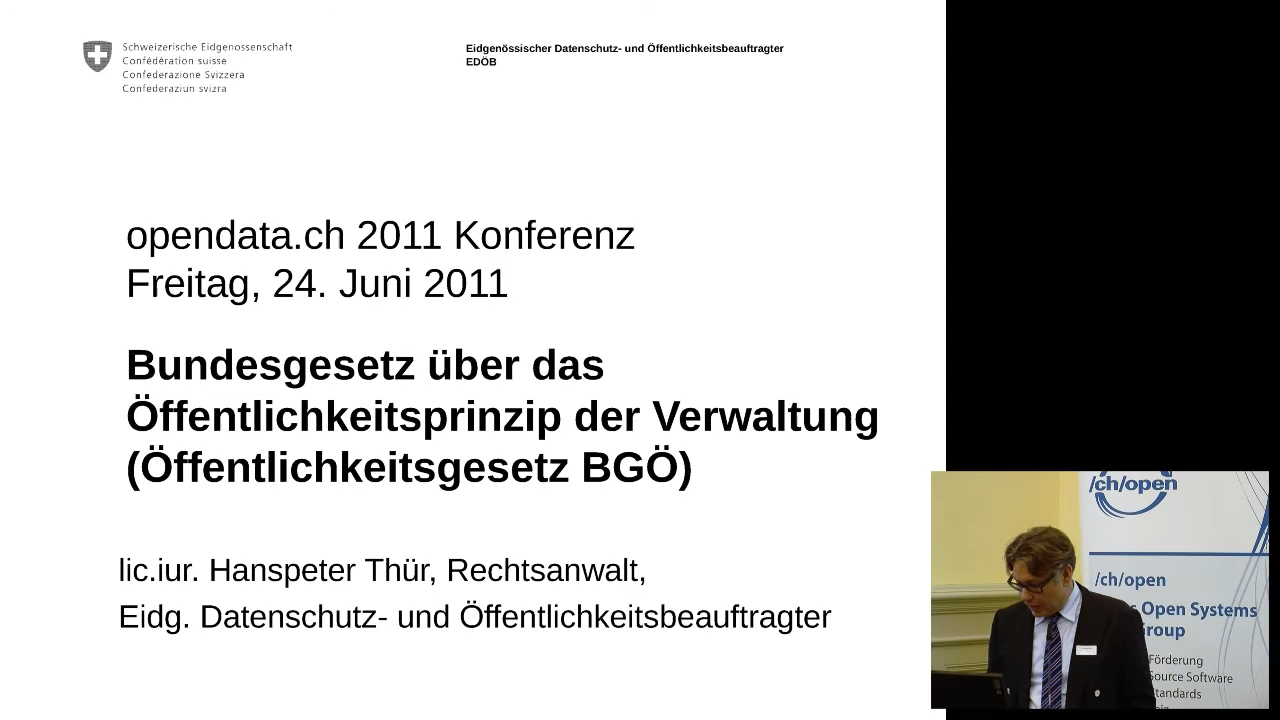 Schweizerische Eidgenossenschaft
Confédération suisse
Confederazione Svizzera
Confederaziun svizra
Eidgenössischer Datenschutz- und Öffentlichkeitsbeauftragter
EDÖB
opendata.ch 2011 Konferenz
Freitag, 24. Juni 2011
Bundesgesetz über das
Öffentlichkeitsprinzip der Verwaltung
(Öffentlichkeitsgesetz BGÖ)
lic.iur. Hanspeter Thür, Rechtsanwalt,
Eidg. Datenschutz- und Öffentlichkeitsbeauftragter
/ch/open
/ch/open
Open Systems
Group
Förderung
Source Software
Standards